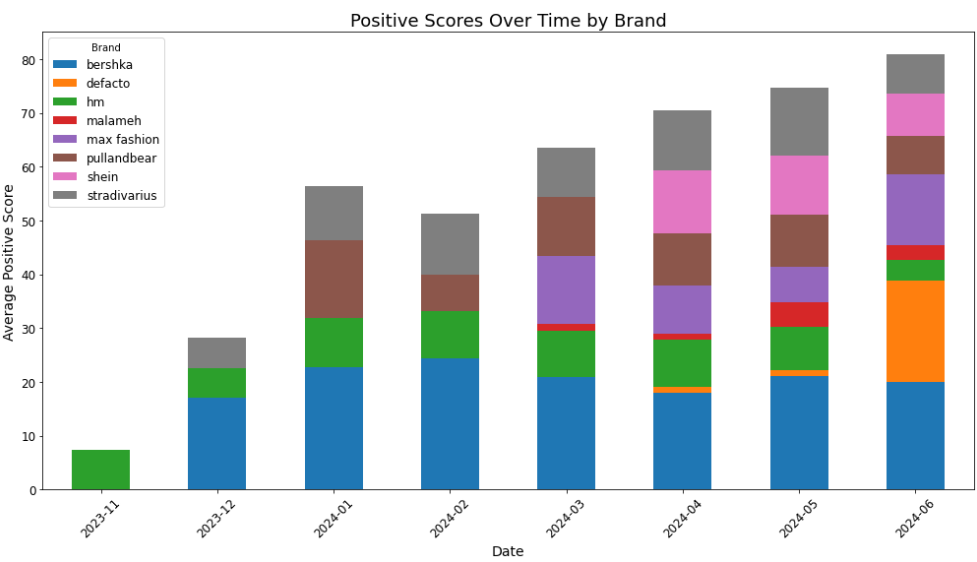 Positive Scores Over Time by Brand
Brand
bershka
defacto
hm
malameh
max fashion
pullandbear
shein
stradivarius
Average Positive Score
80
70
60
50
40
30
20
10
0
2023-11
2023-12
2024-01
2024-02
2024-03
2024-04
2024-05
2024-06
Date